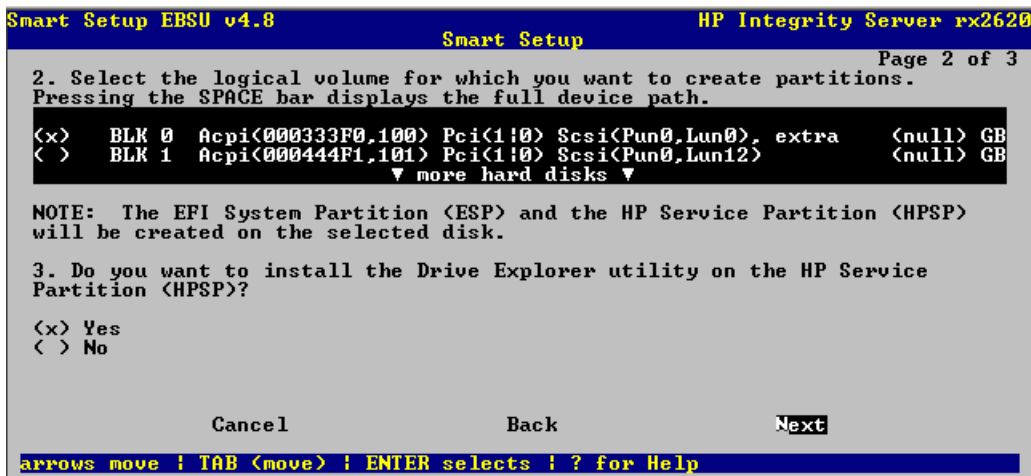 Smart Setup EBSU v4.8 HP Integrity Server rx2620
Smart Setup
Page 2 of 3
2. Select the logical volume for which you want to create partitions.
Pressing the SPACE bar displays the full device path.
(x) BLK 0 Acpi(000333F0,100) Pci(1¦0) Scsi(Pun0,Lun0), extra (null) GB
( ) BLK 1 Acpi(000444F1,101) Pci(1¦0) Scsi(Pun0,Lun12) (null) GB
▼ more hard disks ▼
NOTE: The EFI System Partition (ESP) and the HP Service Partition (HPSP)
will be created on the selected disk.
3. Do you want to install the Drive Explorer utility on the HP Service
Partition (HPSP)?
(x) Yes
( ) No
Cancel Back Next
arrows move ¦ TAB (move) ¦ ENTER selects ¦ ? for Help